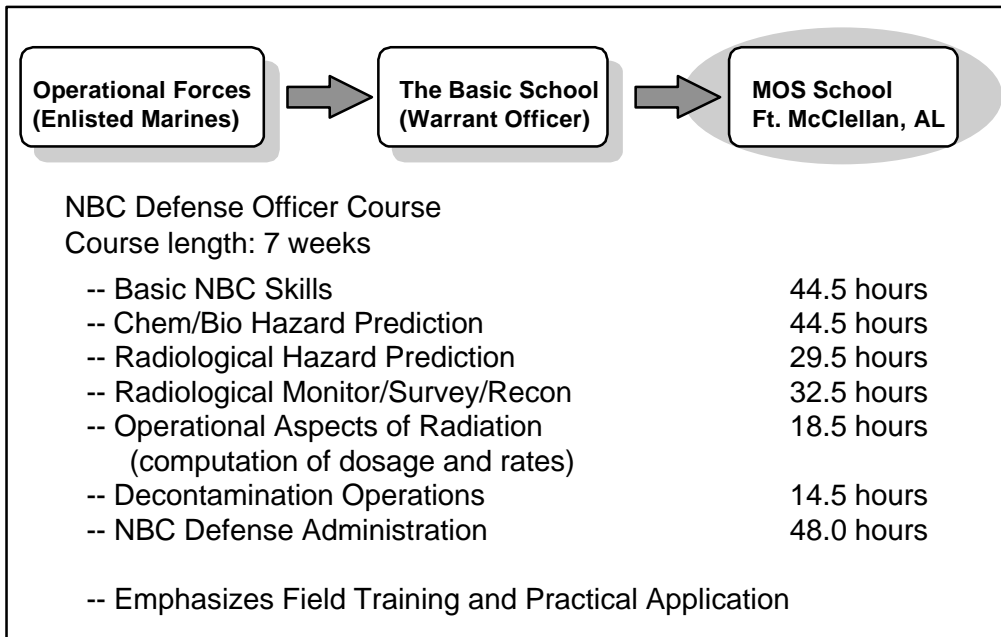 Operational Forces
(Enlisted Marines)
The Basic School
(Warrant Officer)
MOS School
Ft. McClellan, AL
NBC Defense Officer Course
Course length: 7 weeks
-- Basic NBC Skills 44.5 hours
-- Chem/Bio Hazard Prediction 44.5 hours
-- Radiological Hazard Prediction 29.5 hours
-- Radiological Monitor/Survey/Recon 32.5 hours
-- Operational Aspects of Radiation 18.5 hours
(computation of dosage and rates)
-- Decontamination Operations 14.5 hours
-- NBC Defense Administration 48.0 hours
-- Emphasizes Field Training and Practical Application